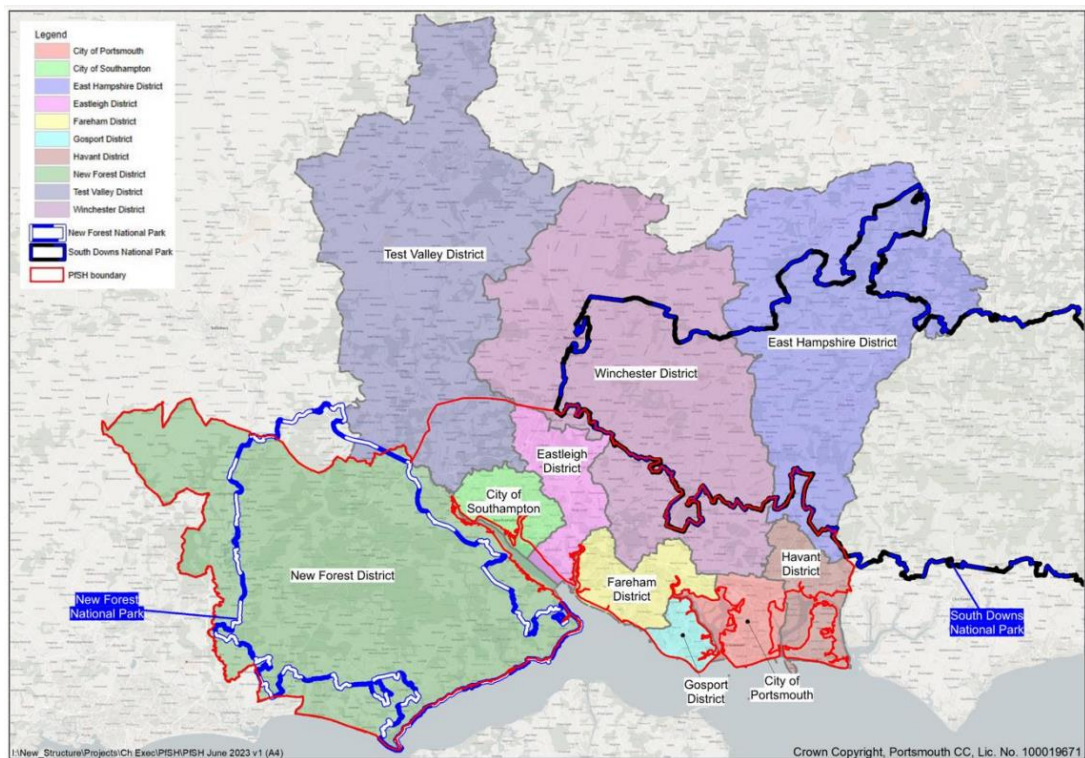 Legend
City of Portsmouth
City of Southampton
East Hampshire District
Eastleigh District
Fareham District
Gosport District
Havant District
New Forest District
Test Valley District
Winchester District
New Forest National Park
South Downs National Park
PfSH boundary
Test Valley District
East Hampshire District
Winchester District
Eastleigh
District
City of
Southampton
Havant
District
New Forest District
Fareham
District
New Forest
National Park
South Downs
National Park
Gosport
District
City of
Portsmouth
I:\New_Structure\Projects\Ch Exec\PfSH\PfSH June 2023 v1 (A4)
Crown Copyright, Portsmouth CC, Lic. No. 100019671